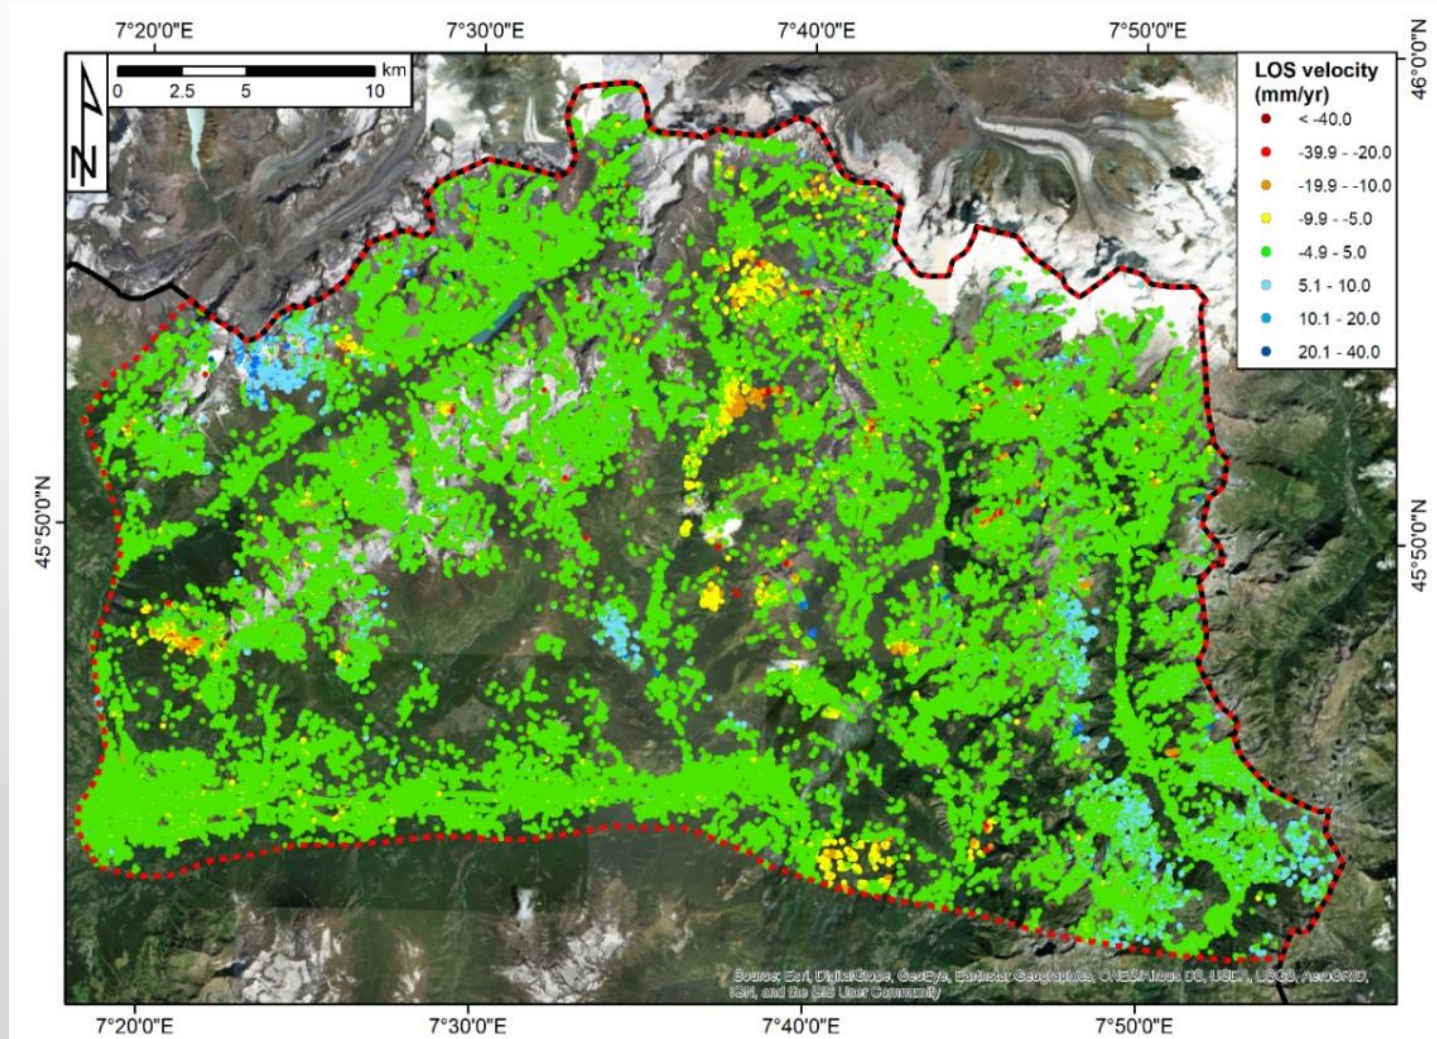 7°20'0"E
7°30'0"E
7°40'0"E
7°50'0"E
46°0'0"N
N
km
0 2.5 5 10
LOS velocity
(mm/yr)
< -40.0
-39.9 - -20.0
-19.9 - -10.0
-9.9 - -5.0
-4.9 - 5.0
5.1 - 10.0
10.1 - 20.0
20.1 - 40.0
45°50'0"N
45°50'0"N
Source: Esri, DigitalGlobe, GeoEye, Earthstar Geographics, CNES/Airbus DS, USDA, USGS, AeroGRID,
IGN, and the GIS User Community
7°20'0"E
7°30'0"E
7°40'0"E
7°50'0"E